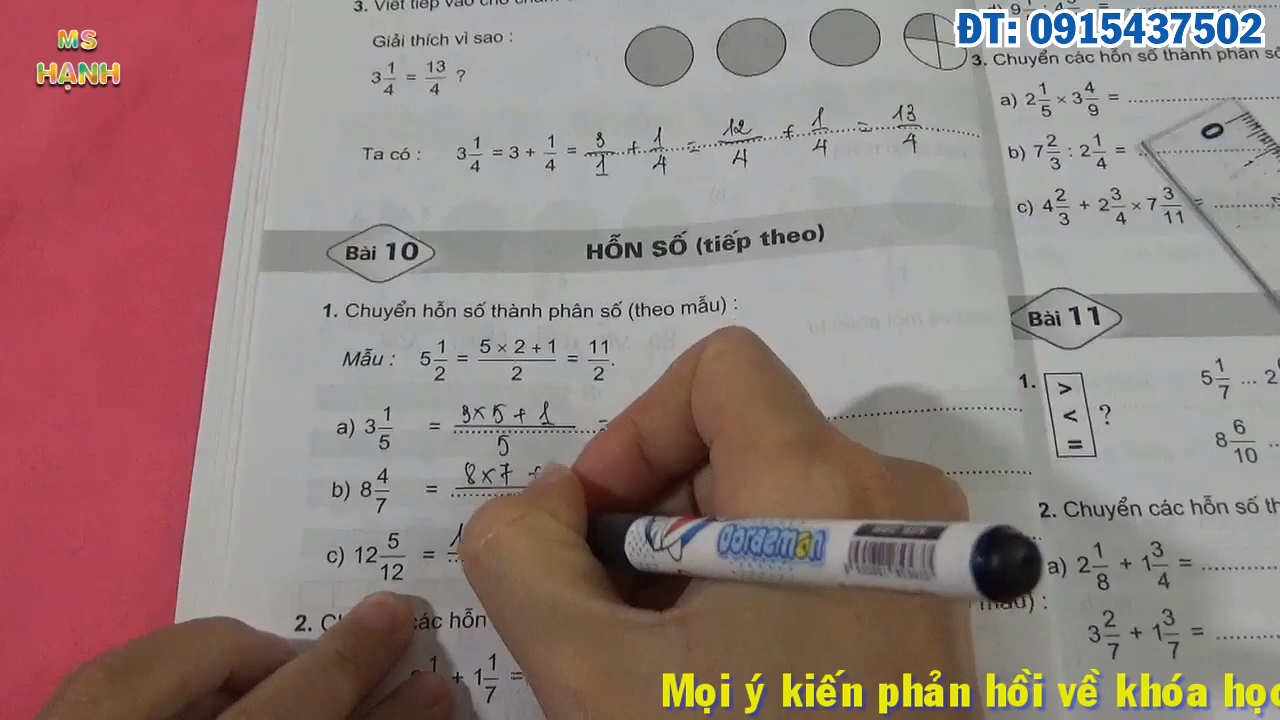 MS
HẠNH
ĐT: 0915437502
3. Viết tiếp vào chỗ
Giải thích vì sao :
3 1/4 = 13/4 ?
Ta có : 3 1/4 = 3 + 1/4 = 3/1 + 1/4 = 12/4 + 1/4 = 13/4
Bài 10 HỖN SỐ (tiếp theo)
1. Chuyển hỗn số thành phân số (theo mẫu) :
Mẫu : 5 1/2 = (5 × 2 + 1)/2 = 11/2.
a) 3 1/5 = (3×5 + 1)/5 =
b) 8 4/7 = 8×7
c) 12 5/12 =
2. các hỗn
+ 1 1/7 =
3. Chuyển các hỗn số thành phân số
a) 2 1/5 × 3 4/9 =
b) 7 2/3 : 2 1/4 =
c) 4 2/3 + 2 3/4 × 7 3/11 =
0
Bài 11
1. > < = ?
5 1/7 ... 2
8 6/10 ...
2. Chuyển các hỗn số
a) 2 1/8 + 1 3/4 =
3 2/7 + 1 3/7 =
doraemon
Mọi ý kiến phản hồi về khóa học